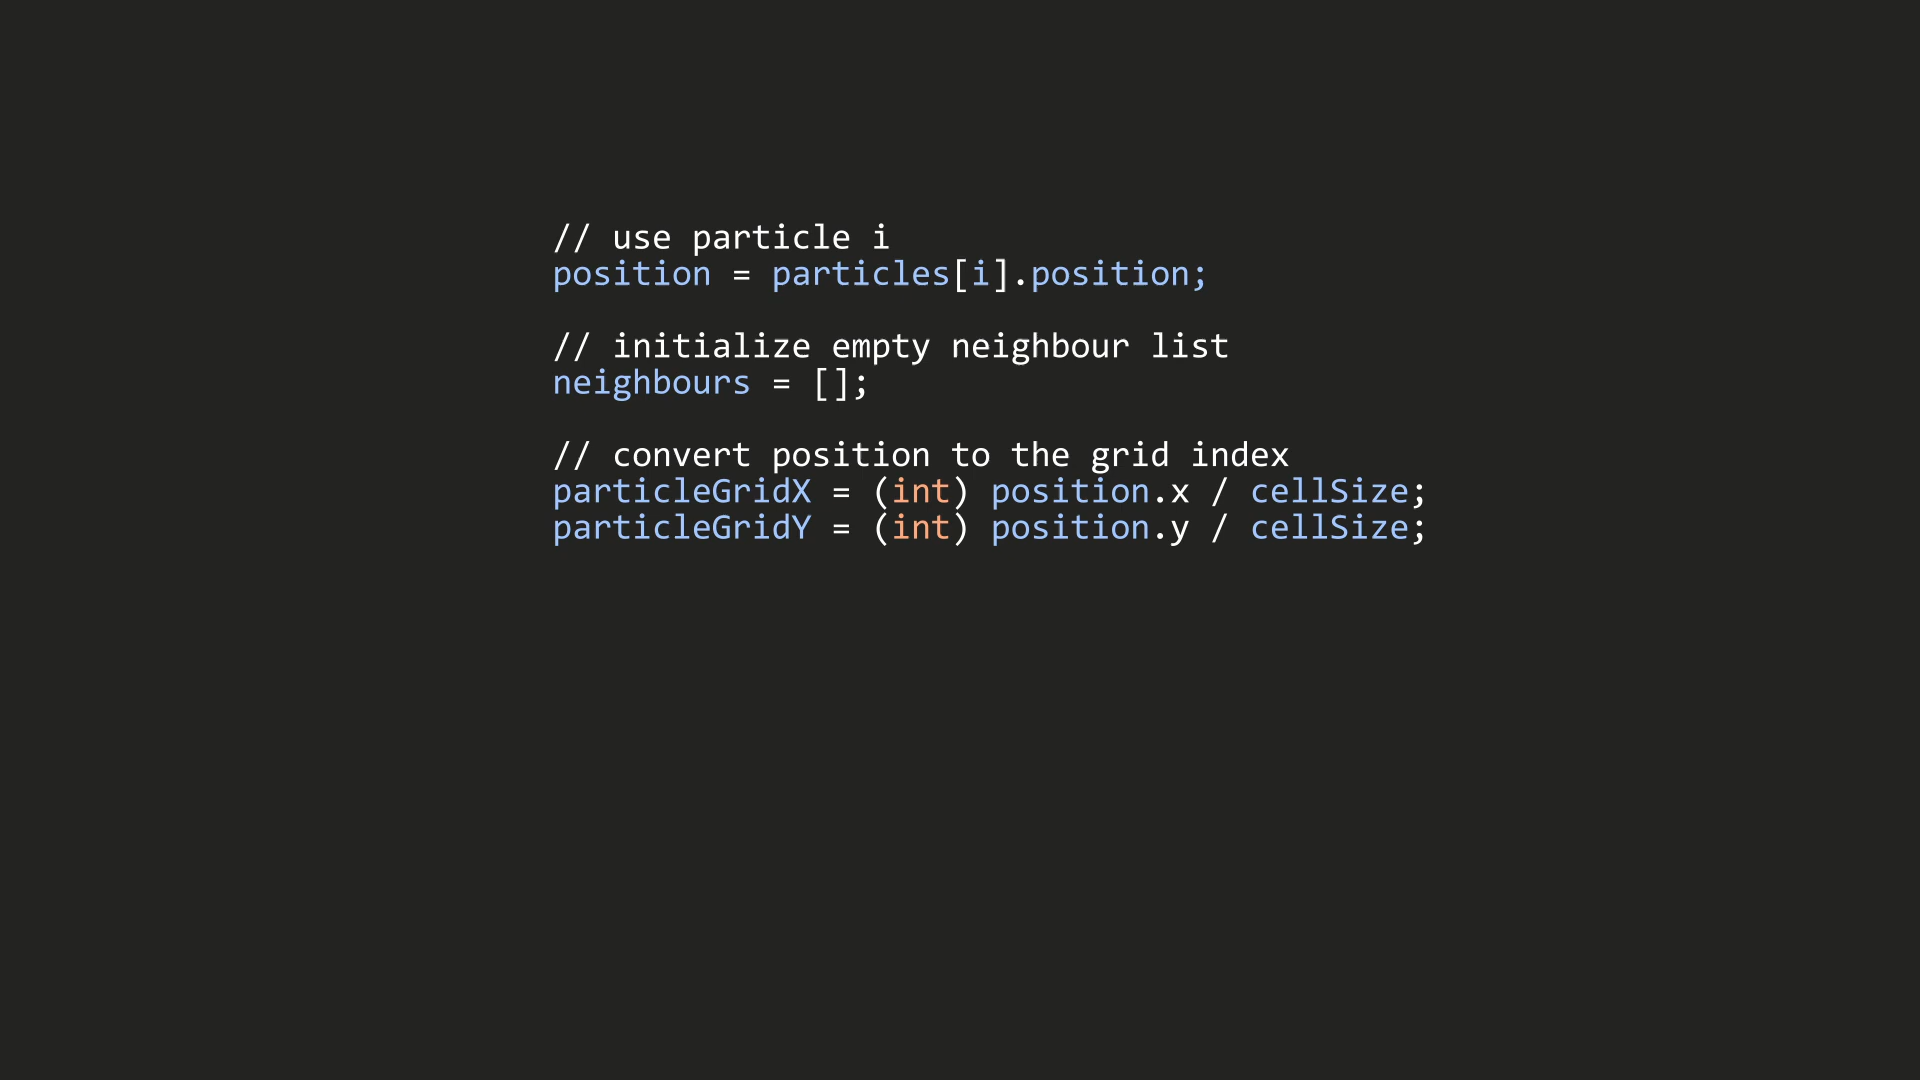 // use particle i
position = particles[i].position;
// initialize empty neighbour list
neighbours = [];
// convert position to the grid index
particleGridX = (int) position.x / cellSize;
particleGridY = (int) position.y / cellSize;